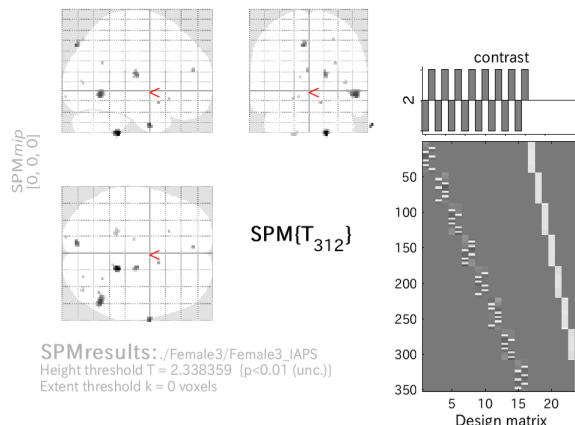 SPMmip
[0, 0, 0]
<
<
<
SPM{T312}
contrast
2
50
100
150
200
250
300
350
5 10 15 20
Design matrix
SPMresults: ./Female3/Female3_IAPS
Height threshold T = 2.338359 {p<0.01 (unc.)}
Extent threshold k = 0 voxels